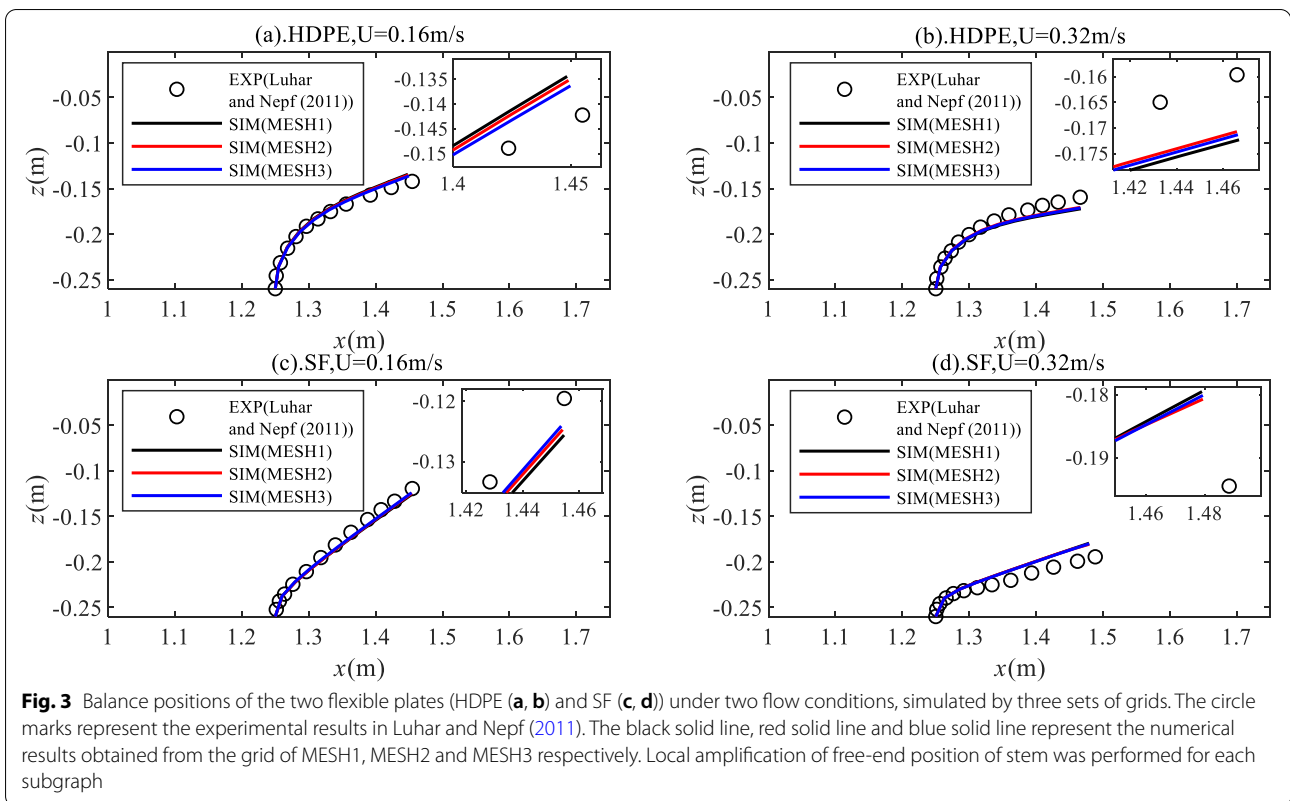 (a).HDPE,U=0.16m/s
EXP(Luhar
and Nepf (2011))
SIM(MESH1)
SIM(MESH2)
SIM(MESH3)
-0.135
-0.14
-0.145
-0.15
1.4
1.45
-0.05
-0.1
-0.15
-0.2
-0.25
z(m)
1
1.1
1.2
1.3
1.4
1.5
1.6
1.7
x(m)
(b).HDPE,U=0.32m/s
EXP(Luhar
and Nepf (2011))
SIM(MESH1)
SIM(MESH2)
SIM(MESH3)
-0.16
-0.165
-0.17
-0.175
1.42
1.44
1.46
-0.05
-0.1
-0.15
-0.2
-0.25
z(m)
1
1.1
1.2
1.3
1.4
1.5
1.6
1.7
x(m)
(c).SF,U=0.16m/s
EXP(Luhar
and Nepf (2011))
SIM(MESH1)
SIM(MESH2)
SIM(MESH3)
-0.12
-0.13
1.42
1.44
1.46
-0.05
-0.1
-0.15
-0.2
-0.25
z(m)
1
1.1
1.2
1.3
1.4
1.5
1.6
1.7
x(m)
(d).SF,U=0.32m/s
EXP(Luhar
and Nepf (2011))
SIM(MESH1)
SIM(MESH2)
SIM(MESH3)
-0.18
-0.19
1.46
1.48
-0.05
-0.1
-0.15
-0.2
-0.25
z(m)
1
1.1
1.2
1.3
1.4
1.5
1.6
1.7
x(m)
Fig. 3 Balance positions of the two flexible plates (HDPE (a, b) and SF (c, d)) under two flow conditions, simulated by three sets of grids. The circle
marks represent the experimental results in Luhar and Nepf (2011). The black solid line, red solid line and blue solid line represent the numerical
results obtained from the grid of MESH1, MESH2 and MESH3 respectively. Local amplification of free-end position of stem was performed for each
subgraph